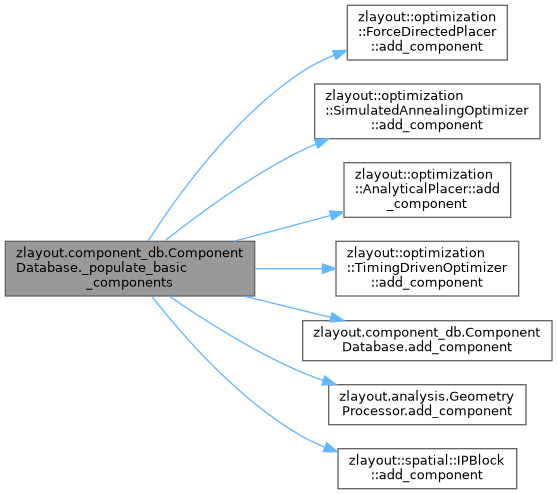 zlayout::optimization
::ForceDirectedPlacer
::add_component
zlayout::optimization
::SimulatedAnnealingOptimizer
::add_component
zlayout::optimization
::AnalyticalPlacer::add
_component
zlayout.component_db.Component
Database._populate_basic
_components
zlayout::optimization
::TimingDrivenOptimizer
::add_component
zlayout.component_db.Component
Database.add_component
zlayout.analysis.Geometry
Processor.add_component
zlayout::spatial::IPBlock
::add_component